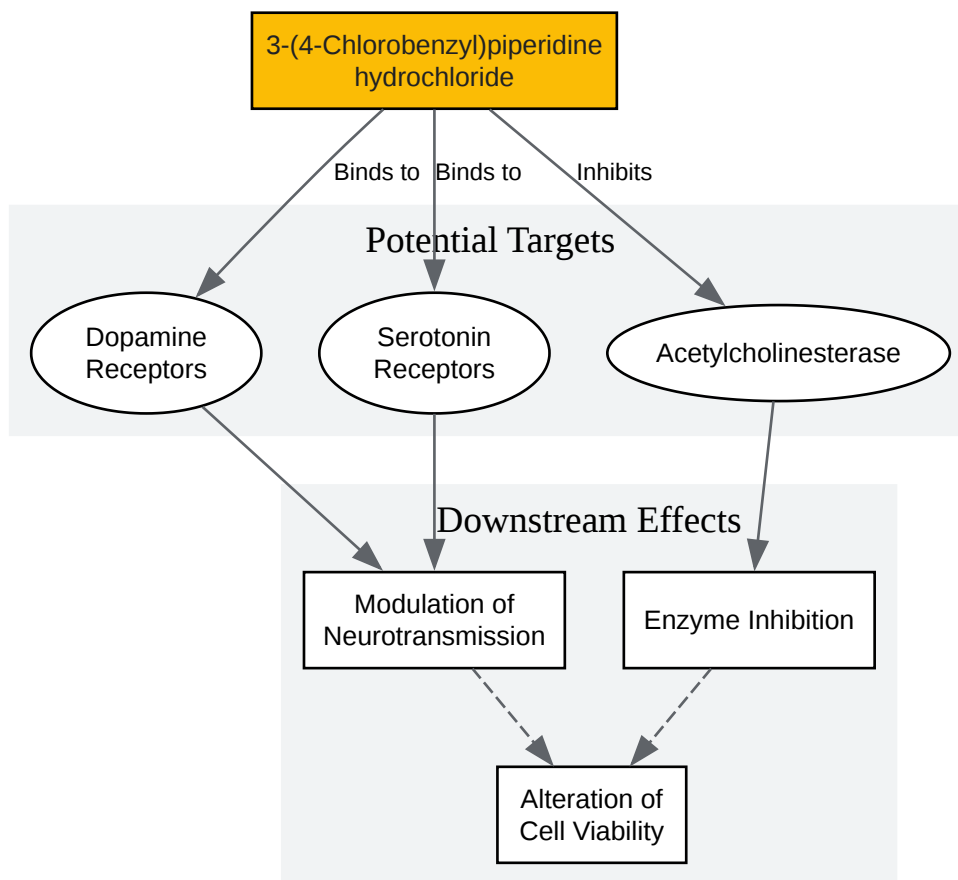 3-(4-Chlorobenzyl)piperidine
hydrochloride
Binds to
Binds to
Inhibits
Potential Targets
Dopamine
Receptors
Serotonin
Receptors
Acetylcholinesterase
Downstream Effects
Modulation of
Neurotransmission
Enzyme Inhibition
Alteration of
Cell Viability